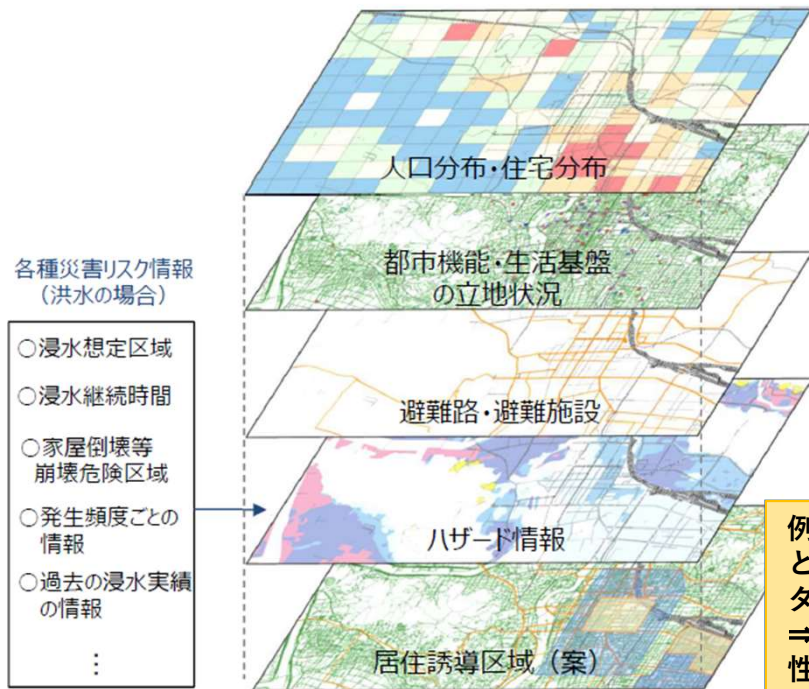 人口分布・住宅分布
都市機能・生活基盤
の立地状況
各種災害リスク情報
（洪水の場合）
○浸水想定区域
○浸水継続時間
○家屋倒壊等
崩壊危険区域
○発生頻度ごとの
情報
○過去の浸水実績
の情報
⋮
避難路・避難施設
ハザード情報
居住誘導区域（案）
例
と
タ
⇒
性